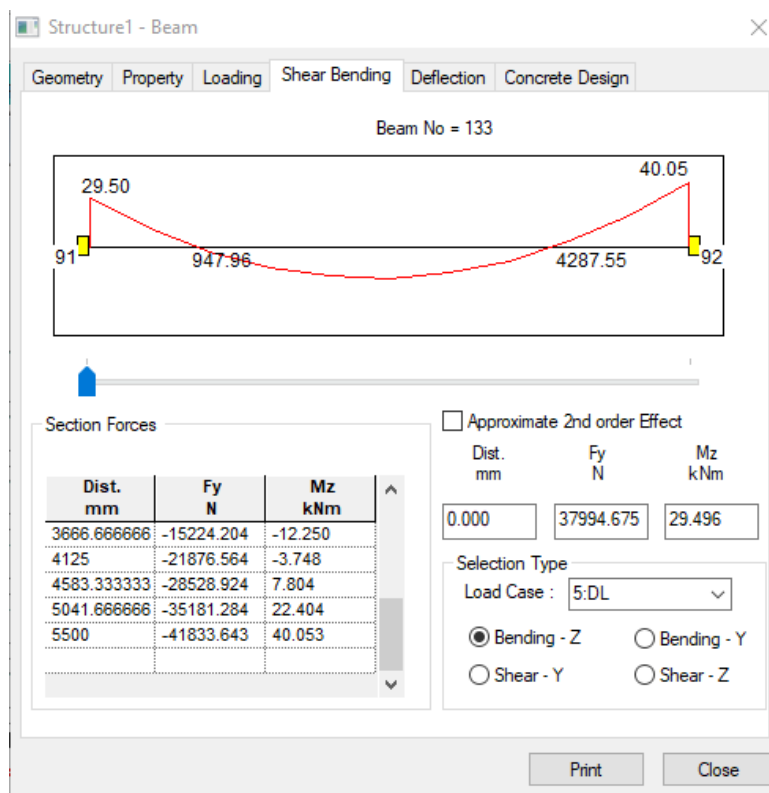 Structure1 - Beam
Geometry Property Loading Shear Bending Deflection Concrete Design
Beam No = 133
29.50 40.05
91 947.96 4287.55 92
Section Forces
Dist. mm Fy N Mz kNm
3666.666666 -15224.204 -12.250
4125 -21876.564 -3.748
4583.333333 -28528.924 7.804
5041.666666 -35181.284 22.404
5500 -41833.643 40.053
Approximate 2nd order Effect
Dist. mm Fy N Mz kNm
0.000 37994.675 29.496
Selection Type
Load Case : 5:DL
Bending - Z Bending - Y
Shear - Y Shear - Z
Print Close